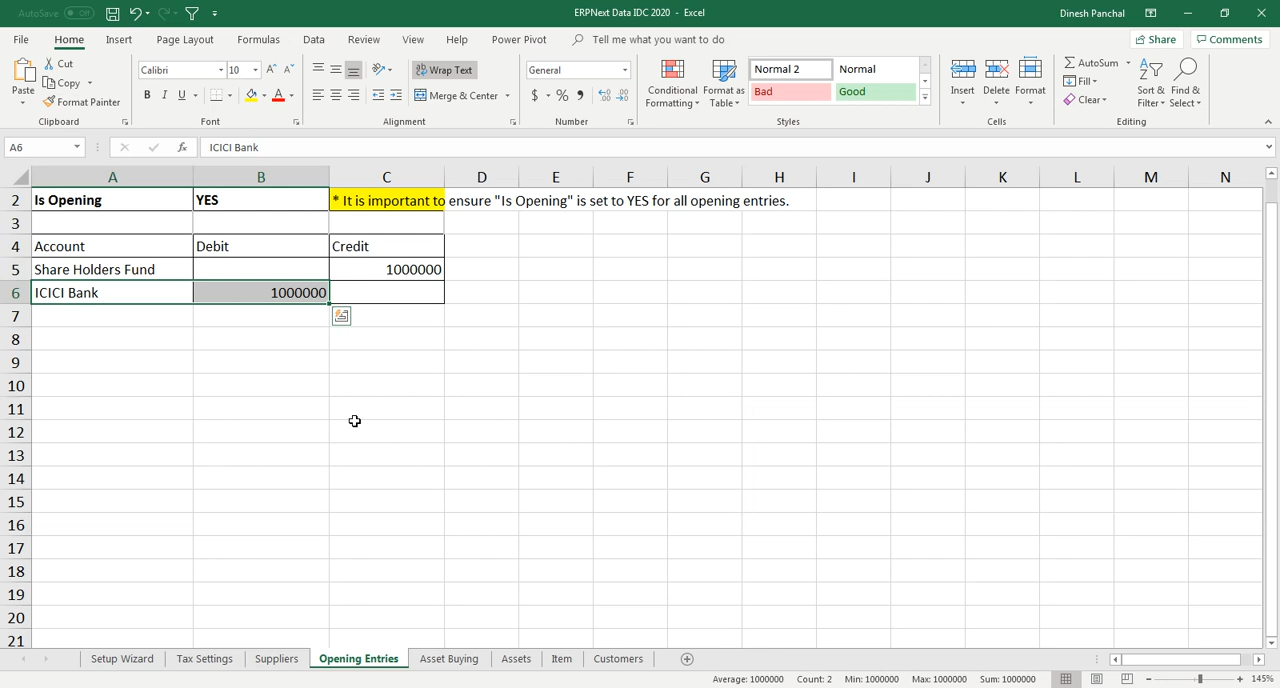 AutoSave Off ERPNext Data IDC 2020 - Excel Dinesh Panchal
File Home Insert Page Layout Formulas Data Review View Help Power Pivot Tell me what you want to do Share Comments
Paste Cut Copy Format Painter Clipboard
Calibri 10 B I U A Font
Wrap Text Merge & Center Alignment
General $ % Number
Conditional Formatting Format as Table Normal 2 Normal Bad Good Styles
Insert Delete Format Cells
AutoSum Fill Clear Sort & Filter Find & Select Editing
A6 fx ICICI Bank
A B C D E F G H I J K L M N
2 Is Opening YES * It is important to ensure "Is Opening" is set to YES for all opening entries.
3
4 Account Debit Credit
5 Share Holders Fund 1000000
6 ICICI Bank 1000000
7
8
9
10
11
12
13
14
15
16
17
18
19
20
21
Setup Wizard Tax Settings Suppliers Opening Entries Asset Buying Assets Item Customers
Average: 1000000 Count: 2 Min: 1000000 Max: 1000000 Sum: 1000000 145%